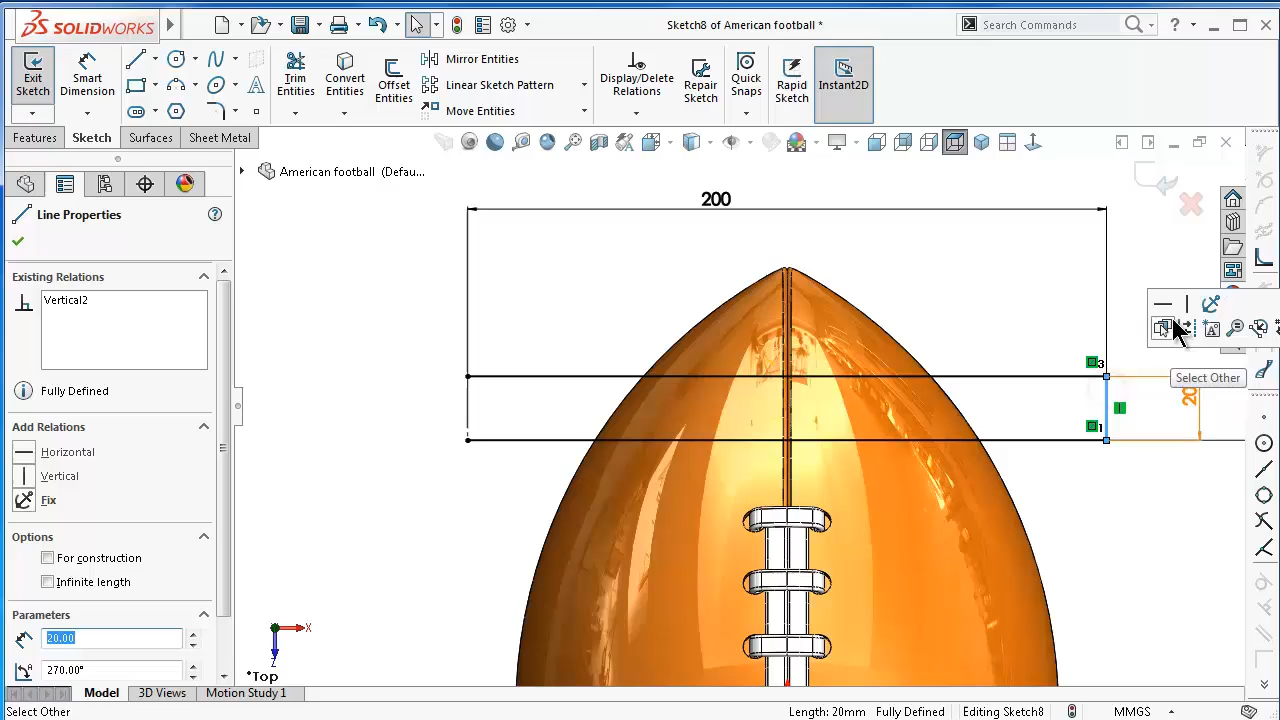 SOLIDWORKS
Sketch8 of American football *
Search Commands
Exit Sketch
Smart Dimension
Trim Entities
Convert Entities
Offset Entities
Mirror Entities
Linear Sketch Pattern
Move Entities
Display/Delete Relations
Repair Sketch
Quick Snaps
Rapid Sketch
Instant2D
Features
Sketch
Surfaces
Sheet Metal
American football (Defau...
Line Properties
200
Existing Relations
Vertical2
3
Select Other
20
1
Fully Defined
Add Relations
Horizontal
Vertical
Fix
Options
For construction
Infinite length
Parameters
20.00
270.00°
X
Z
*Top
Model
3D Views
Motion Study 1
Select Other
Length: 20mm
Fully Defined
Editing Sketch8
MMGS